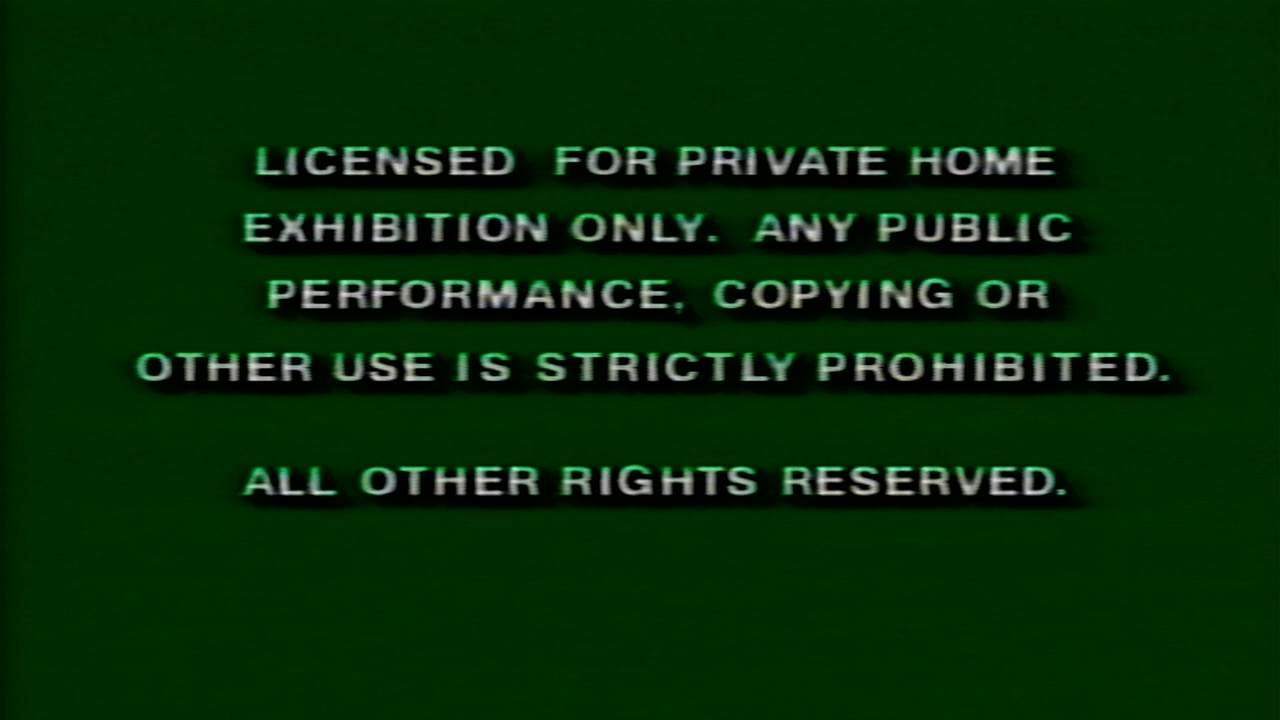 LICENSED FOR PRIVATE HOME
EXHIBITION ONLY. ANY PUBLIC
PERFORMANCE, COPYING OR
OTHER USE IS STRICTLY PROHIBITED.
ALL OTHER RIGHTS RESERVED.